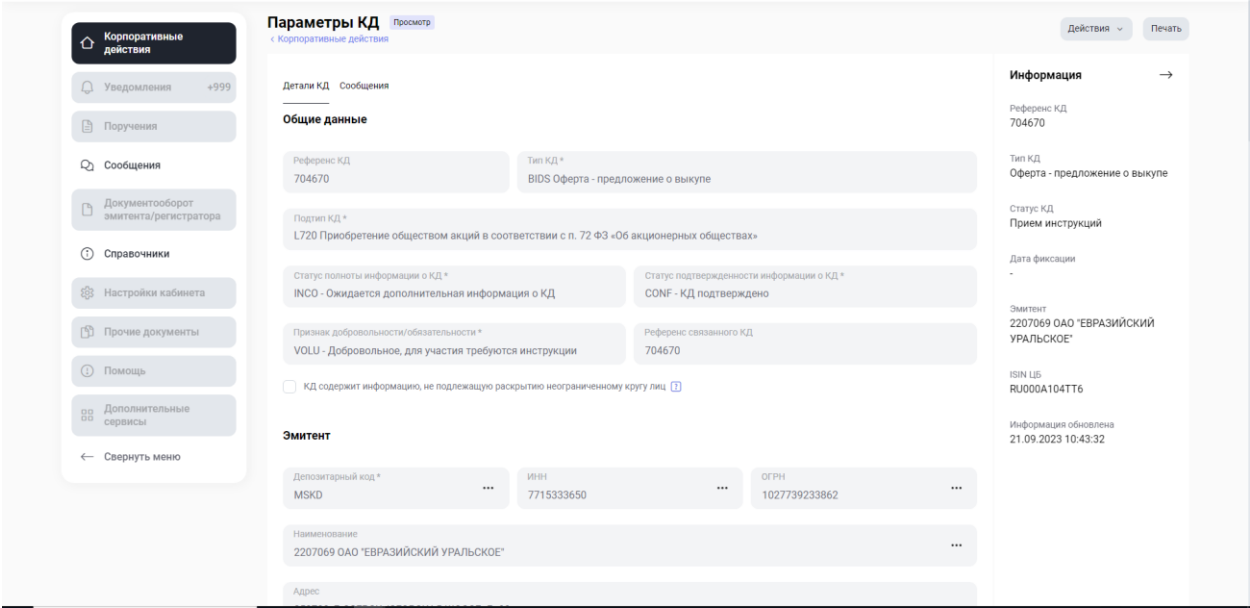 Корпоративные
действия
Уведомления +999
Поручения
Сообщения
Документооборот
эмитента/регистратора
Справочники
Настройки кабинета
Прочие документы
Помощь
Дополнительные
сервисы
Свернуть меню
Параметры КД Просмотр
< Корпоративные действия
Действия
Печать
Детали КД Сообщения
Общие данные
Референс КД
704670
Тип КД *
BIDS Оферта - предложение о выкупе
Подтип КД *
L720 Приобретение обществом акций в соответствии с п. 72 ФЗ «Об акционерных обществах»
Статус полноты информации о КД *
INCO - Ожидается дополнительная информация о КД
Статус подтвержденности информации о КД *
CONF - КД подтверждено
Признак добровольности/обязательности *
VOLU - Добровольное, для участия требуются инструкции
Референс связанного КД
704670
КД содержит информацию, не подлежащую раскрытию неограниченному кругу лиц ?
Эмитент
Депозитарный код *
MSKD
ИНН
7715333650
ОГРН
1027739233862
Наименование
2207069 ОАО "ЕВРАЗИЙСКИЙ УРАЛЬСКОЕ"
Адрес
Информация
Референс КД
704670
Тип КД
Оферта - предложение о выкупе
Статус КД
Прием инструкций
Дата фиксации
-
Эмитент
2207069 ОАО "ЕВРАЗИЙСКИЙ
УРАЛЬСКОЕ"
ISIN ЦБ
RU000A104TT6
Информация обновлена
21.09.2023 10:43:32